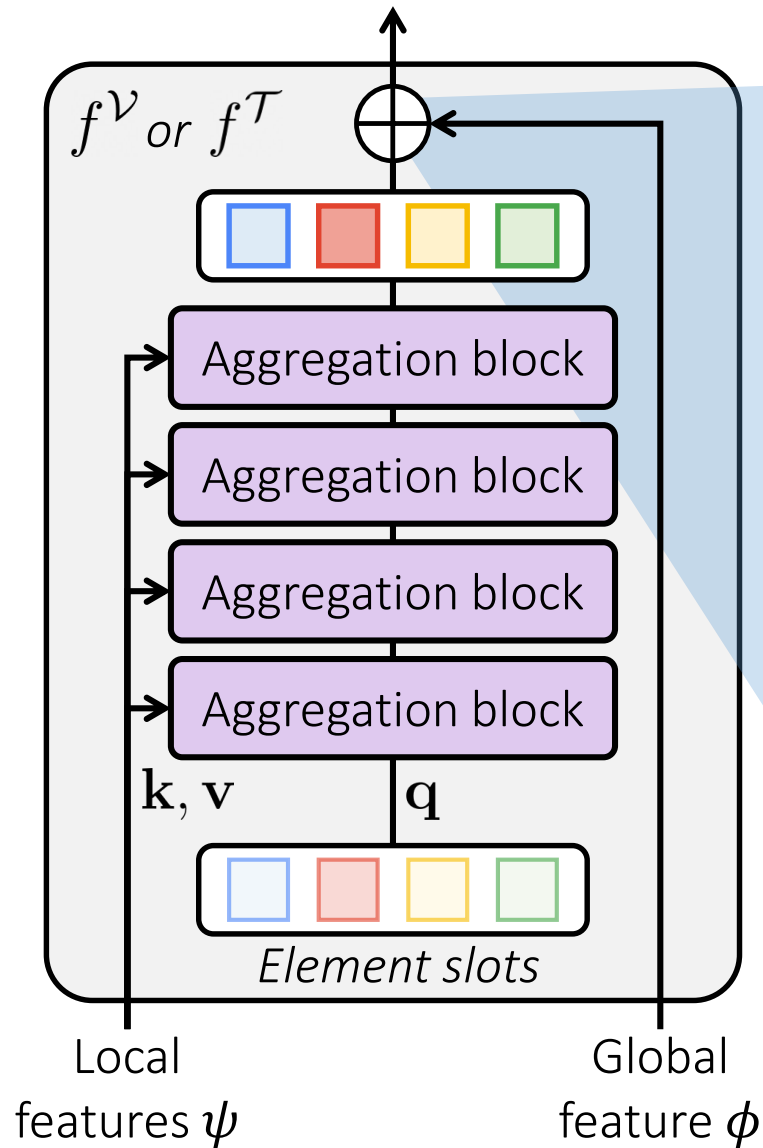 f^𝒱 or f^𝒯
Aggregation block
Aggregation block
Aggregation block
Aggregation block
k, v
q
Element slots
Local
features ψ
Global
feature ϕ